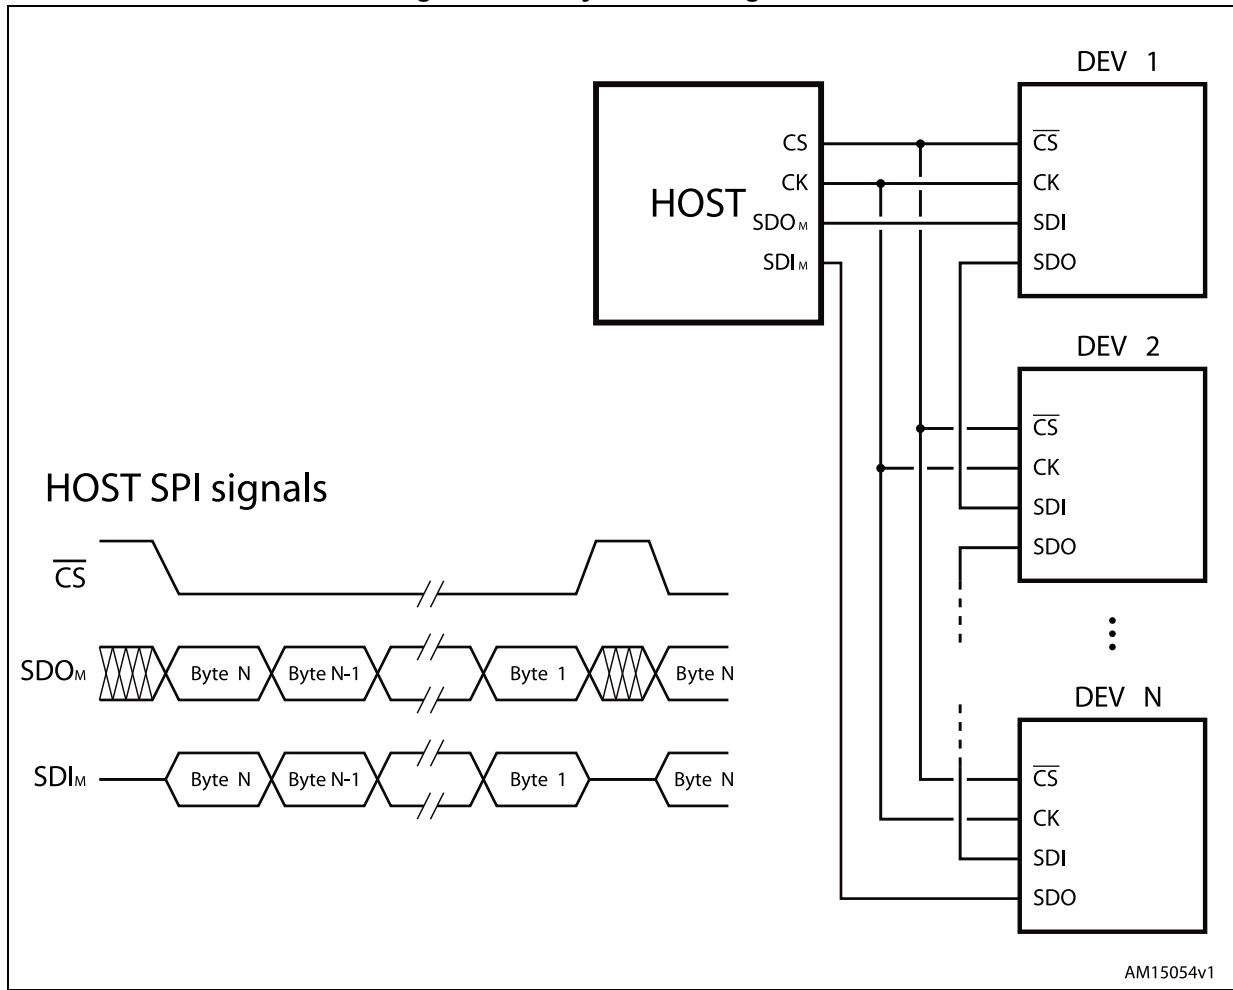 DEV 1
HOST
CS
CK
SDO M
SDI M
CS
CK
SDI
SDO
DEV 2
CS
CK
SDI
SDO
DEV N
CS
CK
SDI
SDO
HOST SPI signals
CS
SDOM Byte N Byte N-1 Byte 1 Byte N
SDIM Byte N Byte N-1 Byte 1 Byte N
AM15054v1